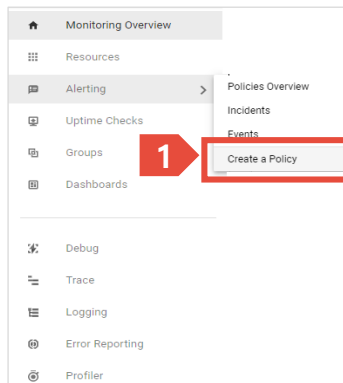 Monitoring Overview
Resources
Alerting
Policies Overview
Incidents
Events
Create a Policy
1
Uptime Checks
Groups
Dashboards
Debug
Trace
Logging
Error Reporting
Profiler